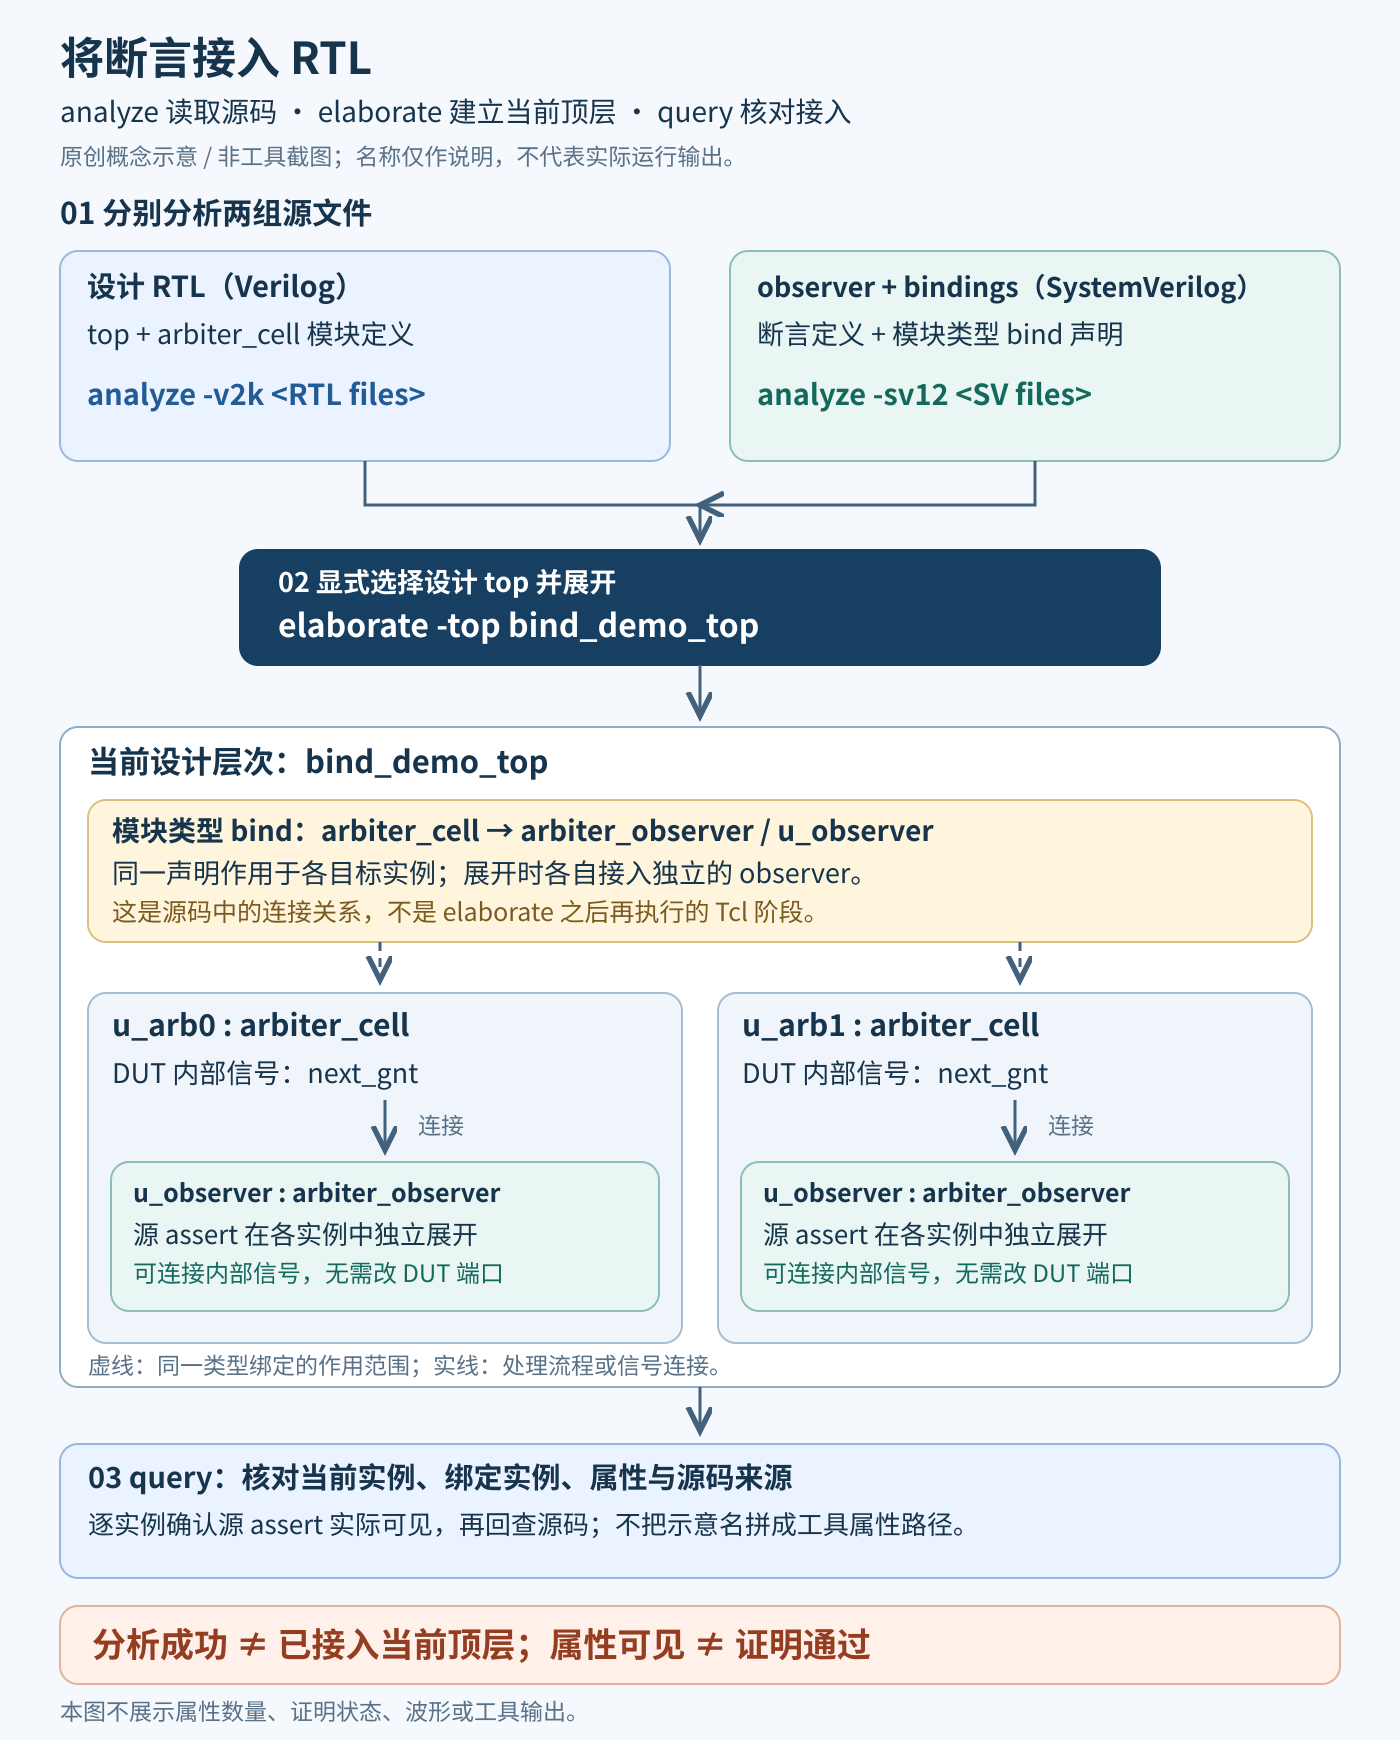 将断言接入 RTL
analyze 读取源码 • elaborate 建立当前顶层 • query 核对接入
原创概念示意 / 非工具截图；名称仅作说明，不代表实际运行输出。
01 分别分析两组源文件
设计 RTL（Verilog）
top + arbiter_cell 模块定义
analyze -v2k <RTL files>
observer + bindings（SystemVerilog）
断言定义 + 模块类型 bind 声明
analyze -sv12 <SV files>
02 显式选择设计 top 并展开
elaborate -top bind_demo_top
当前设计层次：bind_demo_top
模块类型 bind：arbiter_cell → arbiter_observer / u_observer
同一声明作用于各目标实例；展开时各自接入独立的 observer。
这是源码中的连接关系，不是 elaborate 之后再执行的 Tcl 阶段。
u_arb0 : arbiter_cell
DUT 内部信号：next_gnt
连接
u_observer : arbiter_observer
源 assert 在各实例中独立展开
可连接内部信号，无需改 DUT 端口
u_arb1 : arbiter_cell
DUT 内部信号：next_gnt
连接
u_observer : arbiter_observer
源 assert 在各实例中独立展开
可连接内部信号，无需改 DUT 端口
虚线：同一类型绑定的作用范围；实线：处理流程或信号连接。
03 query：核对当前实例、绑定实例、属性与源码来源
逐实例确认源 assert 实际可见，再回查源码；不把示意名拼成工具属性路径。
分析成功 ≠ 已接入当前顶层；属性可见 ≠ 证明通过
本图不展示属性数量、证明状态、波形或工具输出。